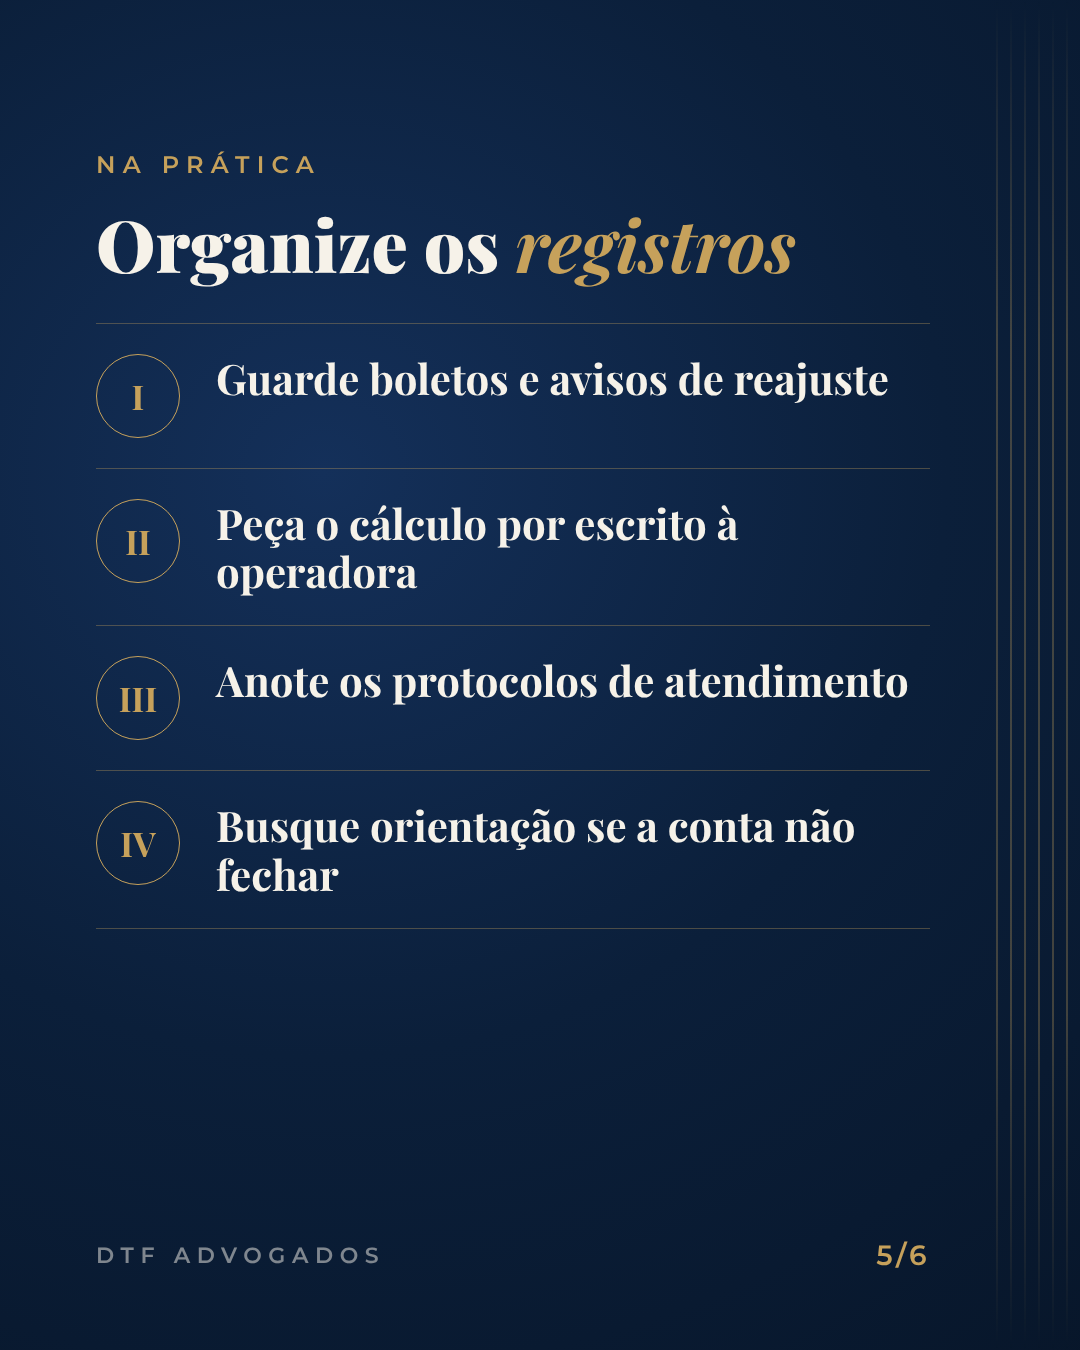 NA PRÁTICA
Organize os registros
I
Guarde boletos e avisos de reajuste
II
Peça o cálculo por escrito à
operadora
III
Anote os protocolos de atendimento
IV
Busque orientação se a conta não
fechar
DTF ADVOGADOS
5/6